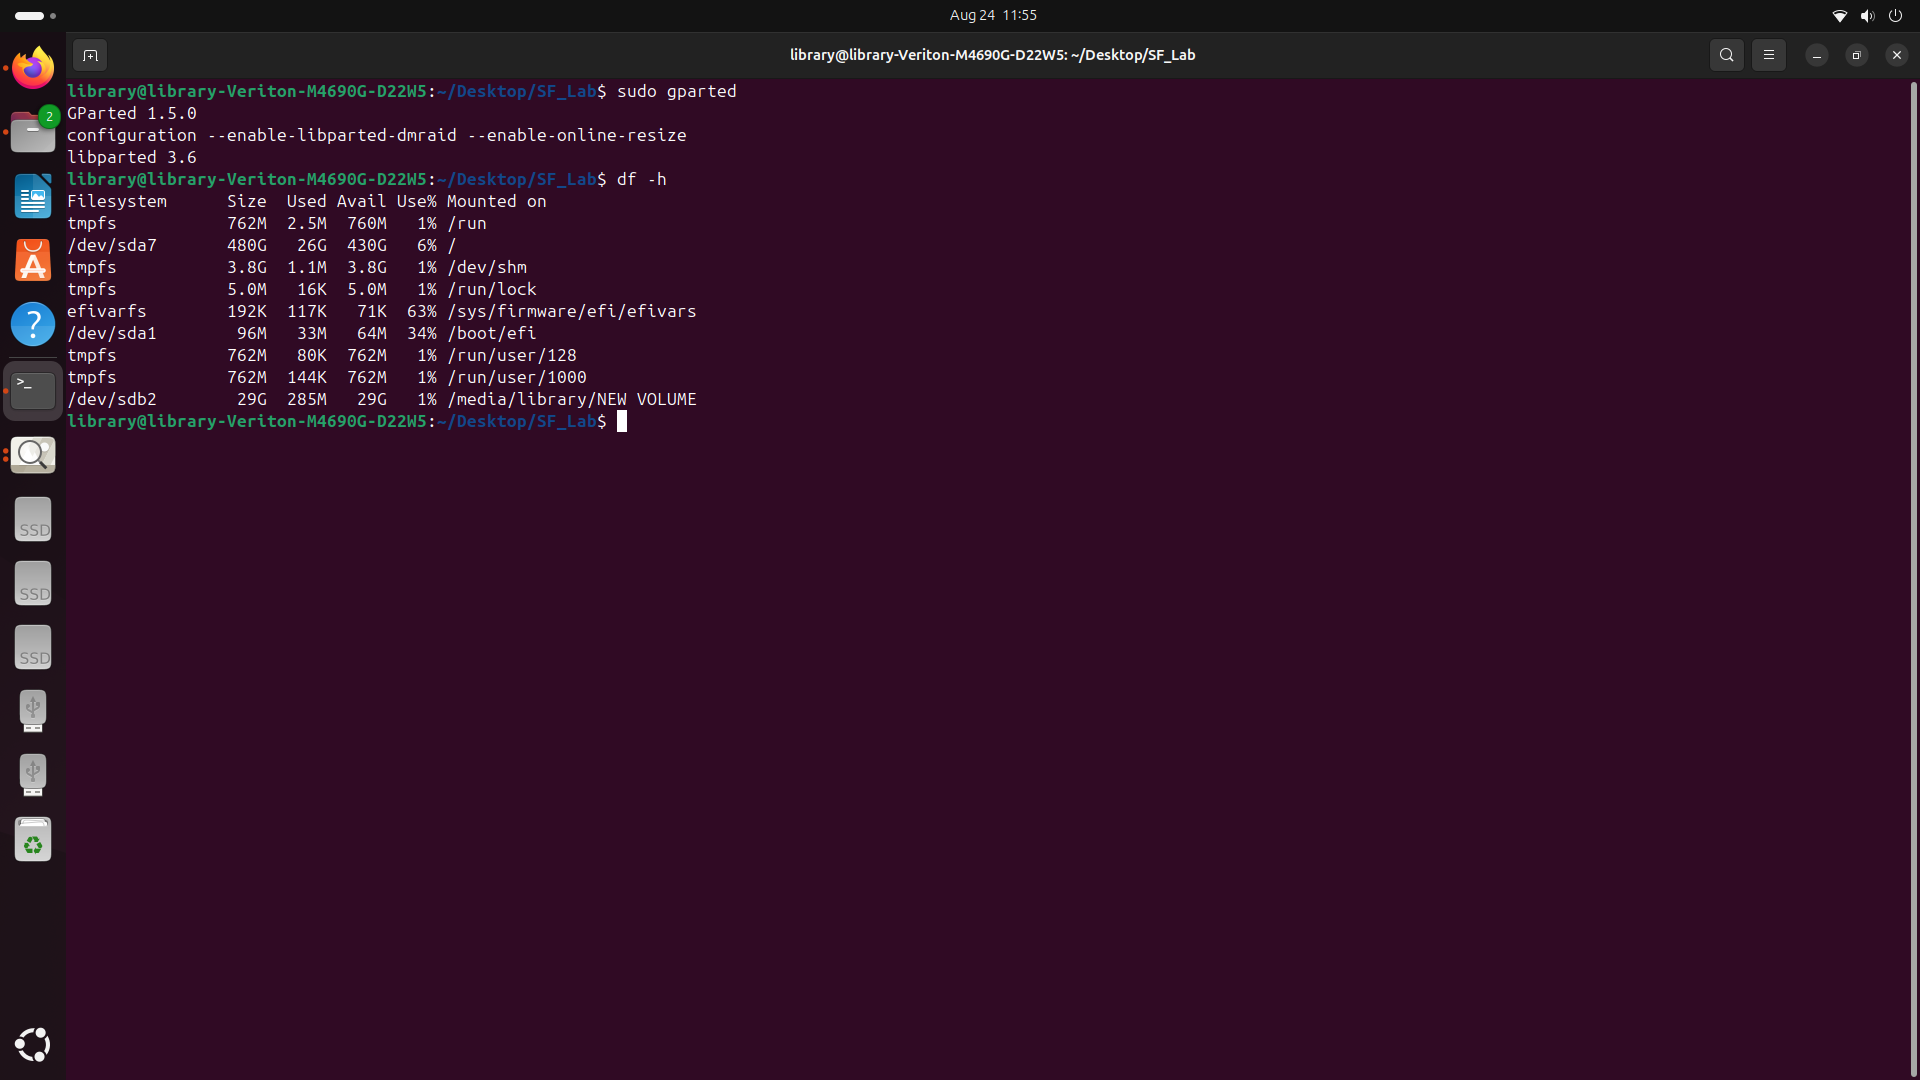 Aug 24 11:55
library@library-Veriton-M4690G-D22W5: ~/Desktop/SF_Lab
library@library-Veriton-M4690G-D22W5:~/Desktop/SF_Lab$ sudo gparted
GParted 1.5.0
configuration --enable-libparted-dmraid --enable-online-resize
libparted 3.6
library@library-Veriton-M4690G-D22W5:~/Desktop/SF_Lab$ df -h
Filesystem      Size  Used Avail Use% Mounted on
tmpfs           762M  2.5M  760M   1% /run
/dev/sda7       480G   26G  430G   6% /
tmpfs           3.8G  1.1M  3.8G   1% /dev/shm
tmpfs           5.0M   16K  5.0M   1% /run/lock
efivarfs        192K  117K   71K  63% /sys/firmware/efi/efivars
/dev/sda1        96M   33M   64M  34% /boot/efi
tmpfs           762M   80K  762M   1% /run/user/128
tmpfs           762M  144K  762M   1% /run/user/1000
/dev/sdb2        29G  285M   29G   1% /media/library/NEW VOLUME
library@library-Veriton-M4690G-D22W5:~/Desktop/SF_Lab$
2
?
>_
SSD
SSD
SSD